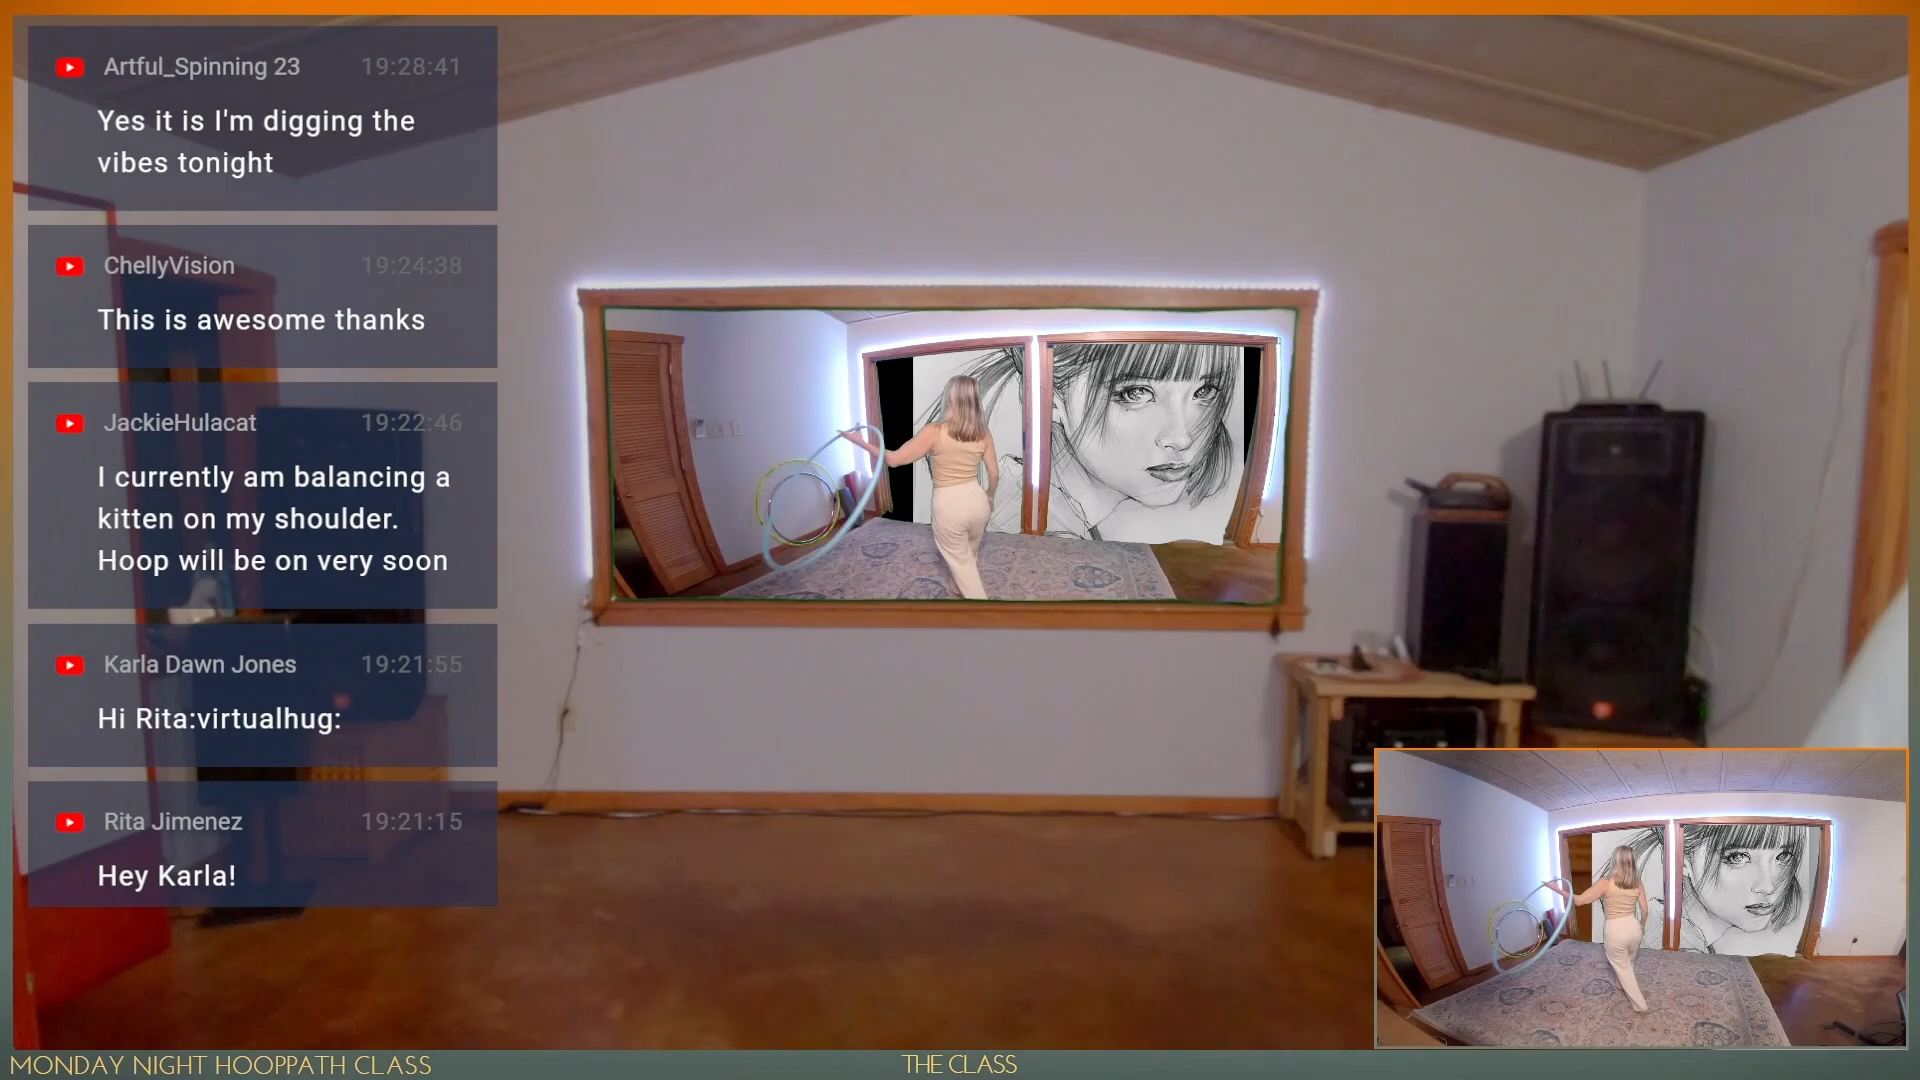 Artful_Spinning 23 19:28:41
Yes it is I'm digging the
vibes tonight
ChellyVision 19:24:38
This is awesome thanks
JackieHulacat 19:22:46
I currently am balancing a
kitten on my shoulder.
Hoop will be on very soon
Karla Dawn Jones 19:21:55
Hi Rita:virtualhug:
Rita Jimenez 19:21:15
Hey Karla!
MONDAY NIGHT HOOPPATH CLASS
THE CLASS